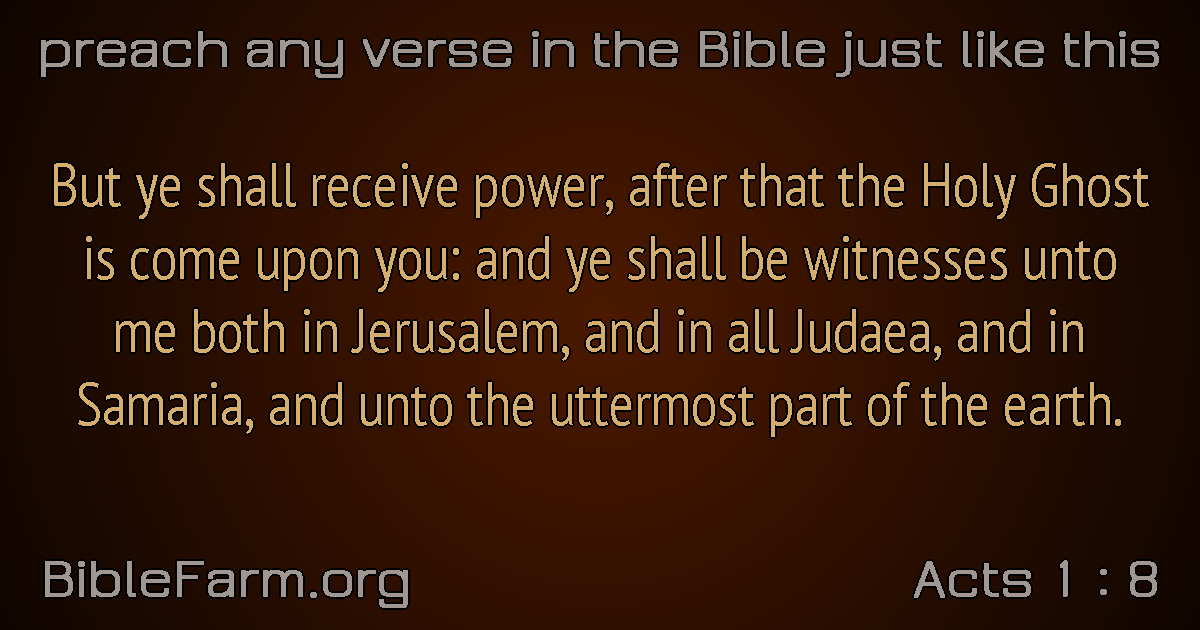 preach any verse in the Bible just like this
But ye shall receive power, after that the Holy Ghost
is come upon you: and ye shall be witnesses unto
me both in Jerusalem, and in all Judaea, and in
Samaria, and unto the uttermost part of the earth.
BibleFarm.org
Acts 1 : 8